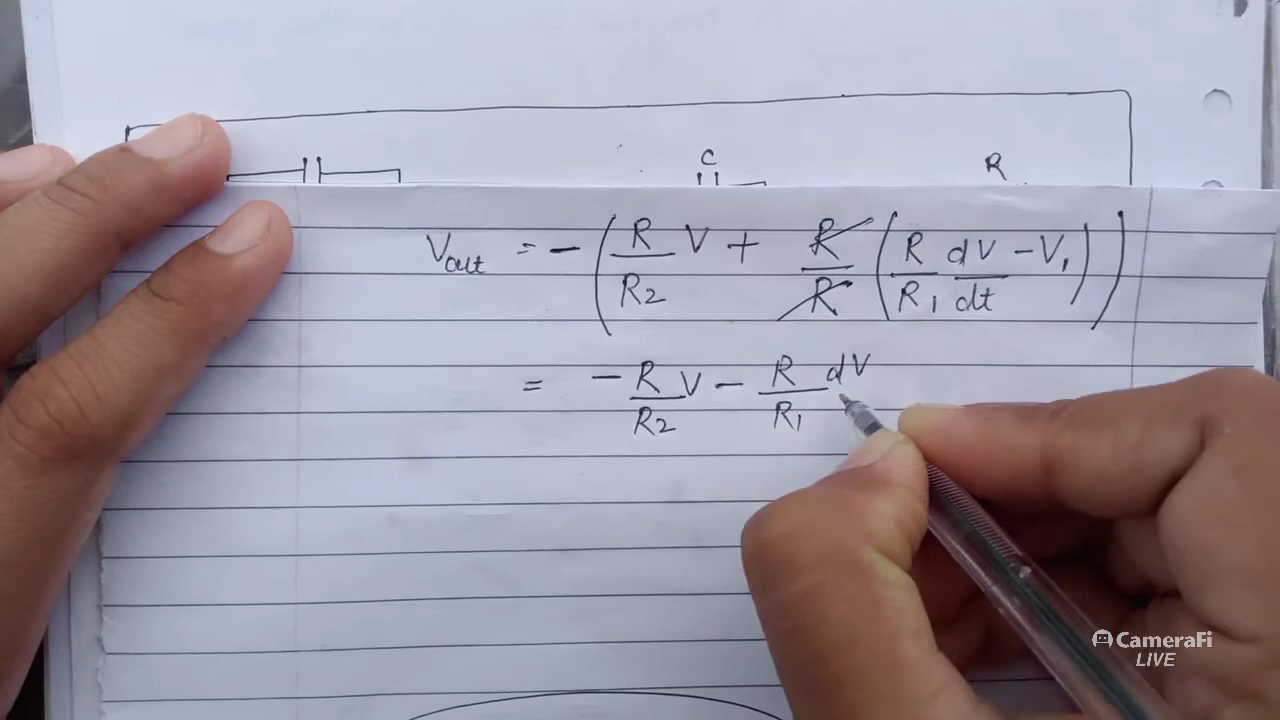 C
R
Vout = - (R/R2 V + R/R (R/R1 dV/dt - V1))
= - R/R2 V - R/R1 dV
CameraFi
LIVE